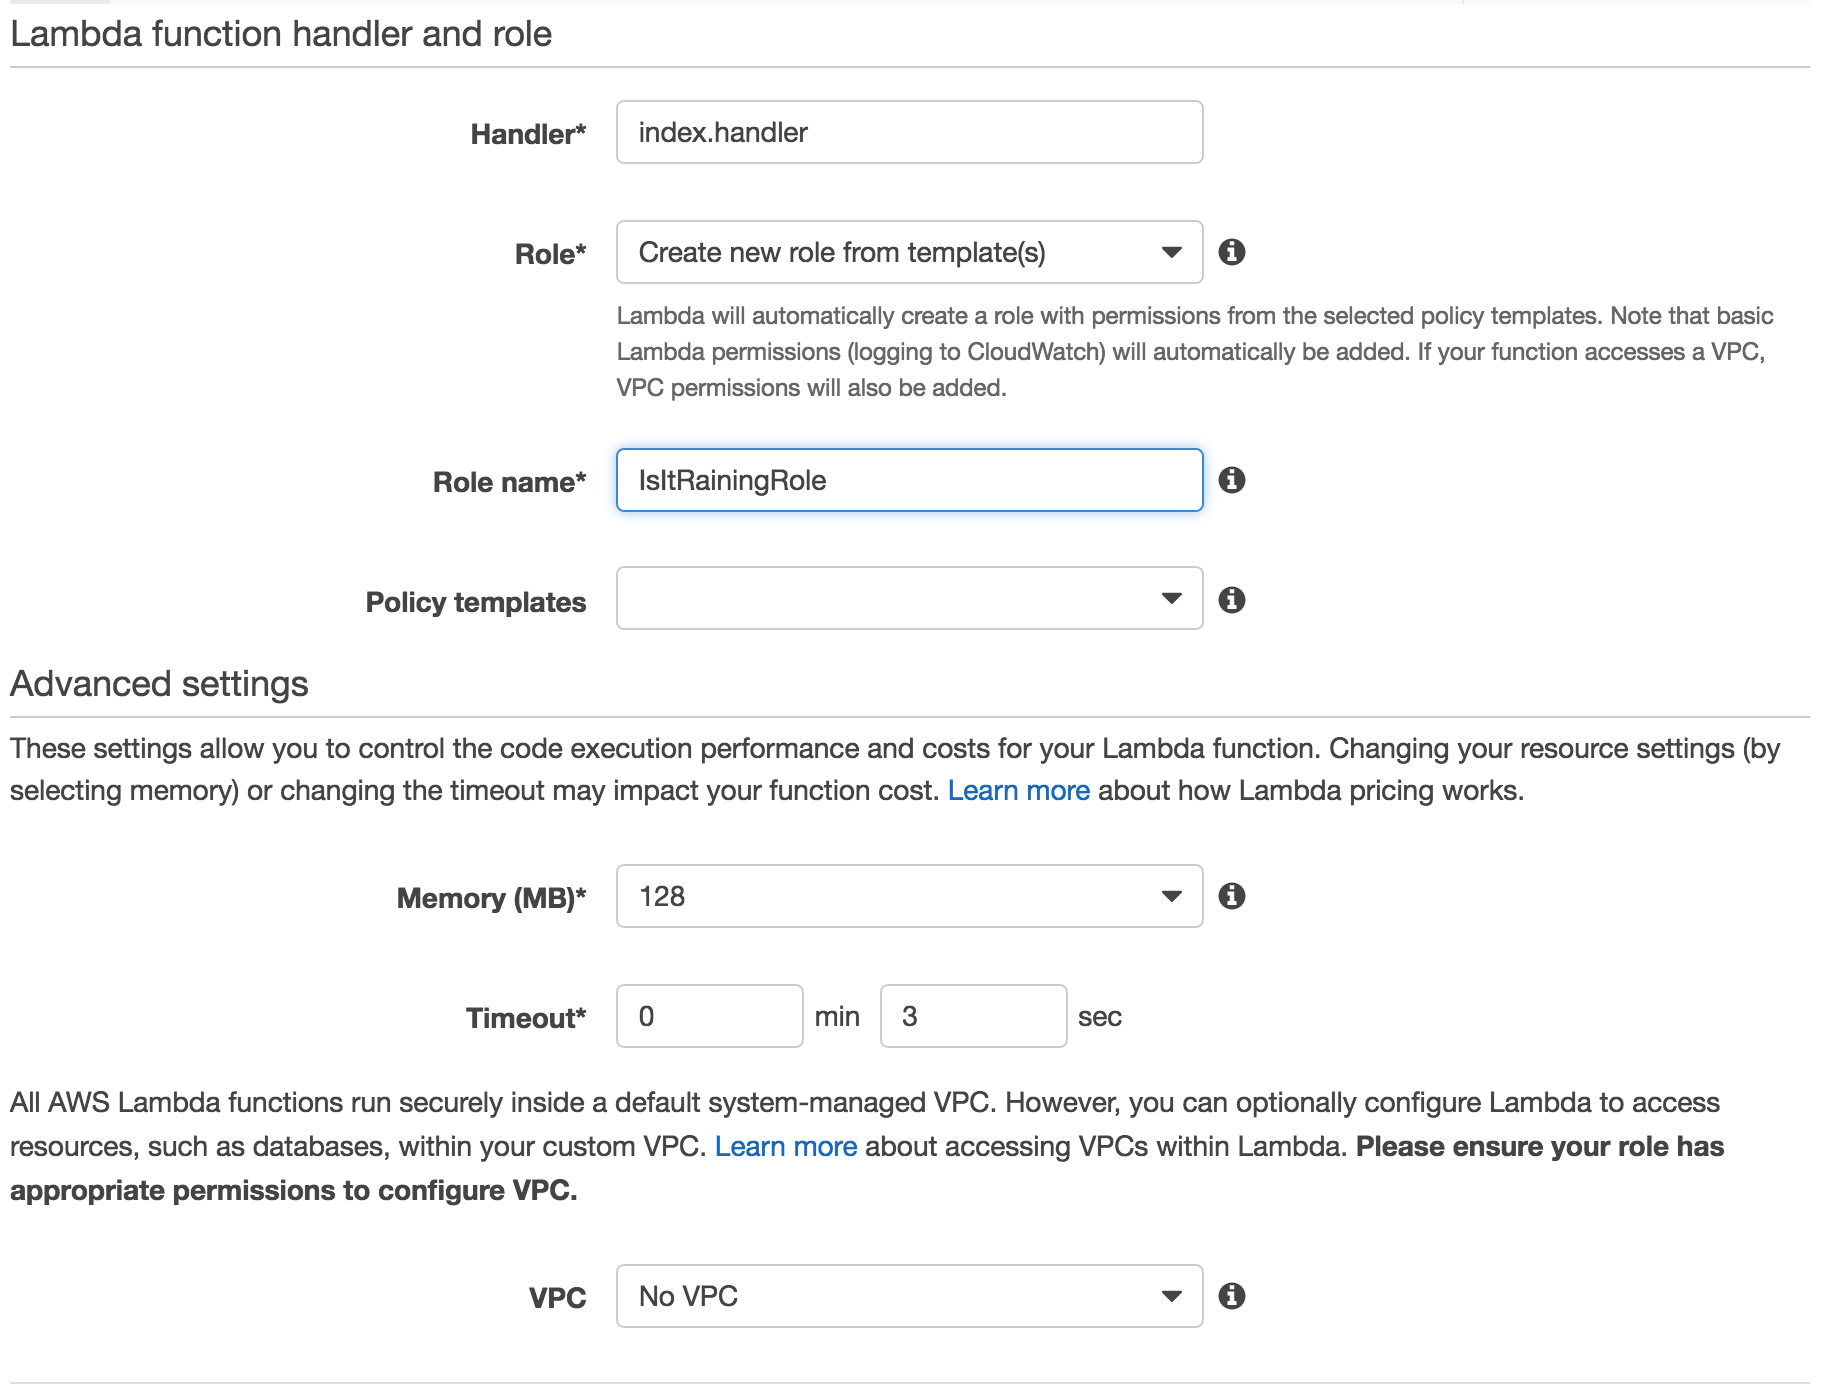 Lambda function handler and role
Handler*
index.handler
Role*
Create new role from template(s)
Lambda will automatically create a role with permissions from the selected policy templates. Note that basic
Lambda permissions (logging to CloudWatch) will automatically be added. If your function accesses a VPC,
VPC permissions will also be added.
Role name*
IsItRainingRole
Policy templates
Advanced settings
These settings allow you to control the code execution performance and costs for your Lambda function. Changing your resource settings (by
selecting memory) or changing the timeout may impact your function cost. Learn more about how Lambda pricing works.
Memory (MB)*
128
Timeout*
0 min 3 sec
All AWS Lambda functions run securely inside a default system-managed VPC. However, you can optionally configure Lambda to access
resources, such as databases, within your custom VPC. Learn more about accessing VPCs within Lambda. Please ensure your role has
appropriate permissions to configure VPC.
VPC
No VPC